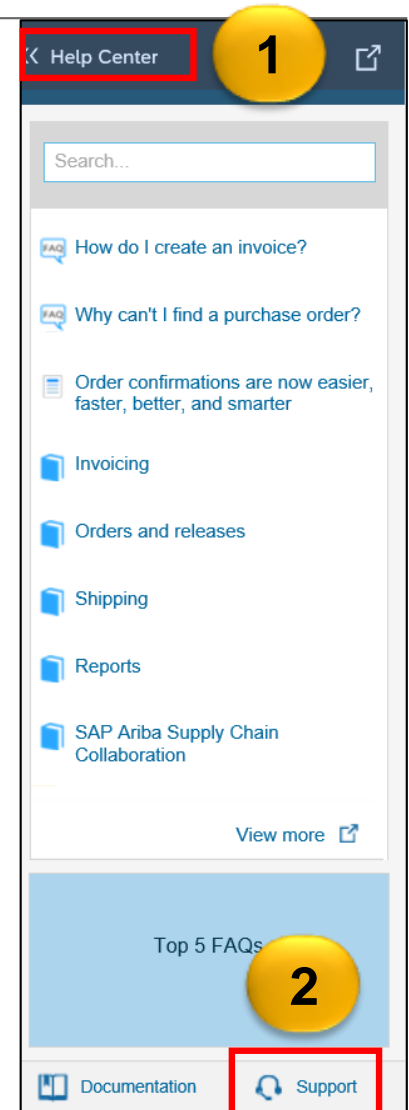 Help Center
1
Search...
FAQ
How do I create an invoice?
FAQ
Why can't I find a purchase order?
Order confirmations are now easier,
faster, better, and smarter
Invoicing
Orders and releases
Shipping
Reports
SAP Ariba Supply Chain
Collaboration
View more
Top 5 FAQs
2
Documentation
Support